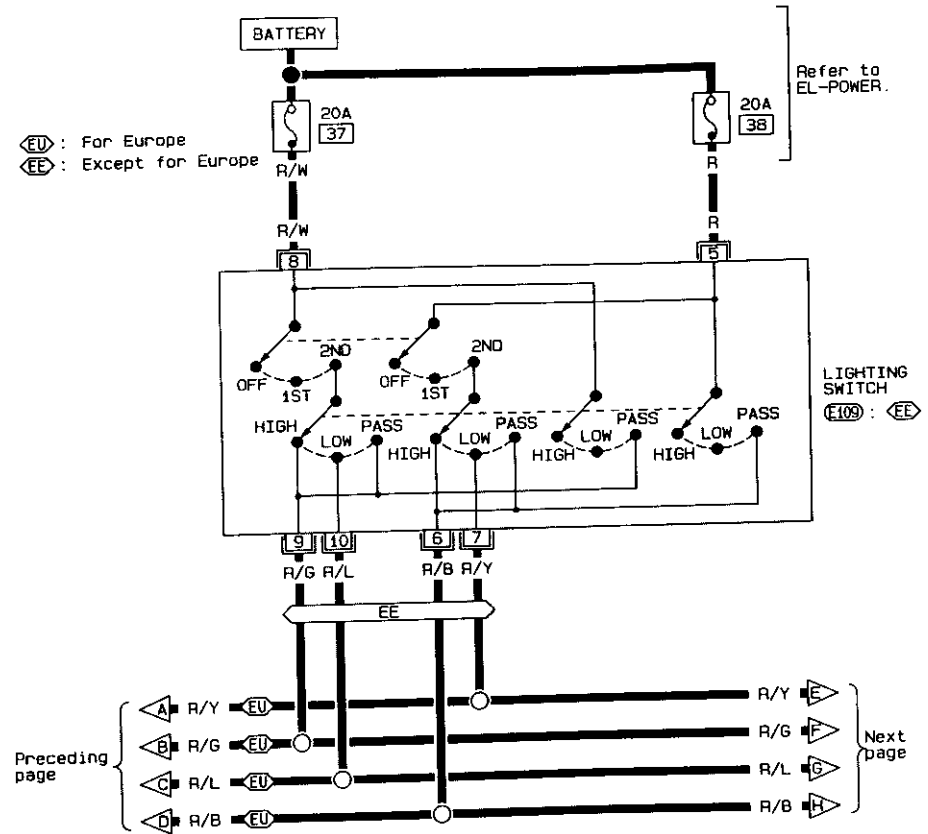 BATTERY
Refer to
EL-POWER.
20A
37
20A
38
EU : For Europe
EE : Except for Europe
R/W
R
R/W
R
8
5
2ND
2ND
OFF
1ST
OFF
1ST
LIGHTING
SWITCH
E109 : EE
HIGH
LOW
PASS
HIGH
LOW
PASS
HIGH
LOW
PASS
HIGH
LOW
PASS
9
10
6
7
R/G
R/L
R/B
R/Y
EE
A R/Y EU R/Y E
B R/G EU R/G F
C R/L EU R/L G
D R/B EU R/B H
Preceding
page
Next
page